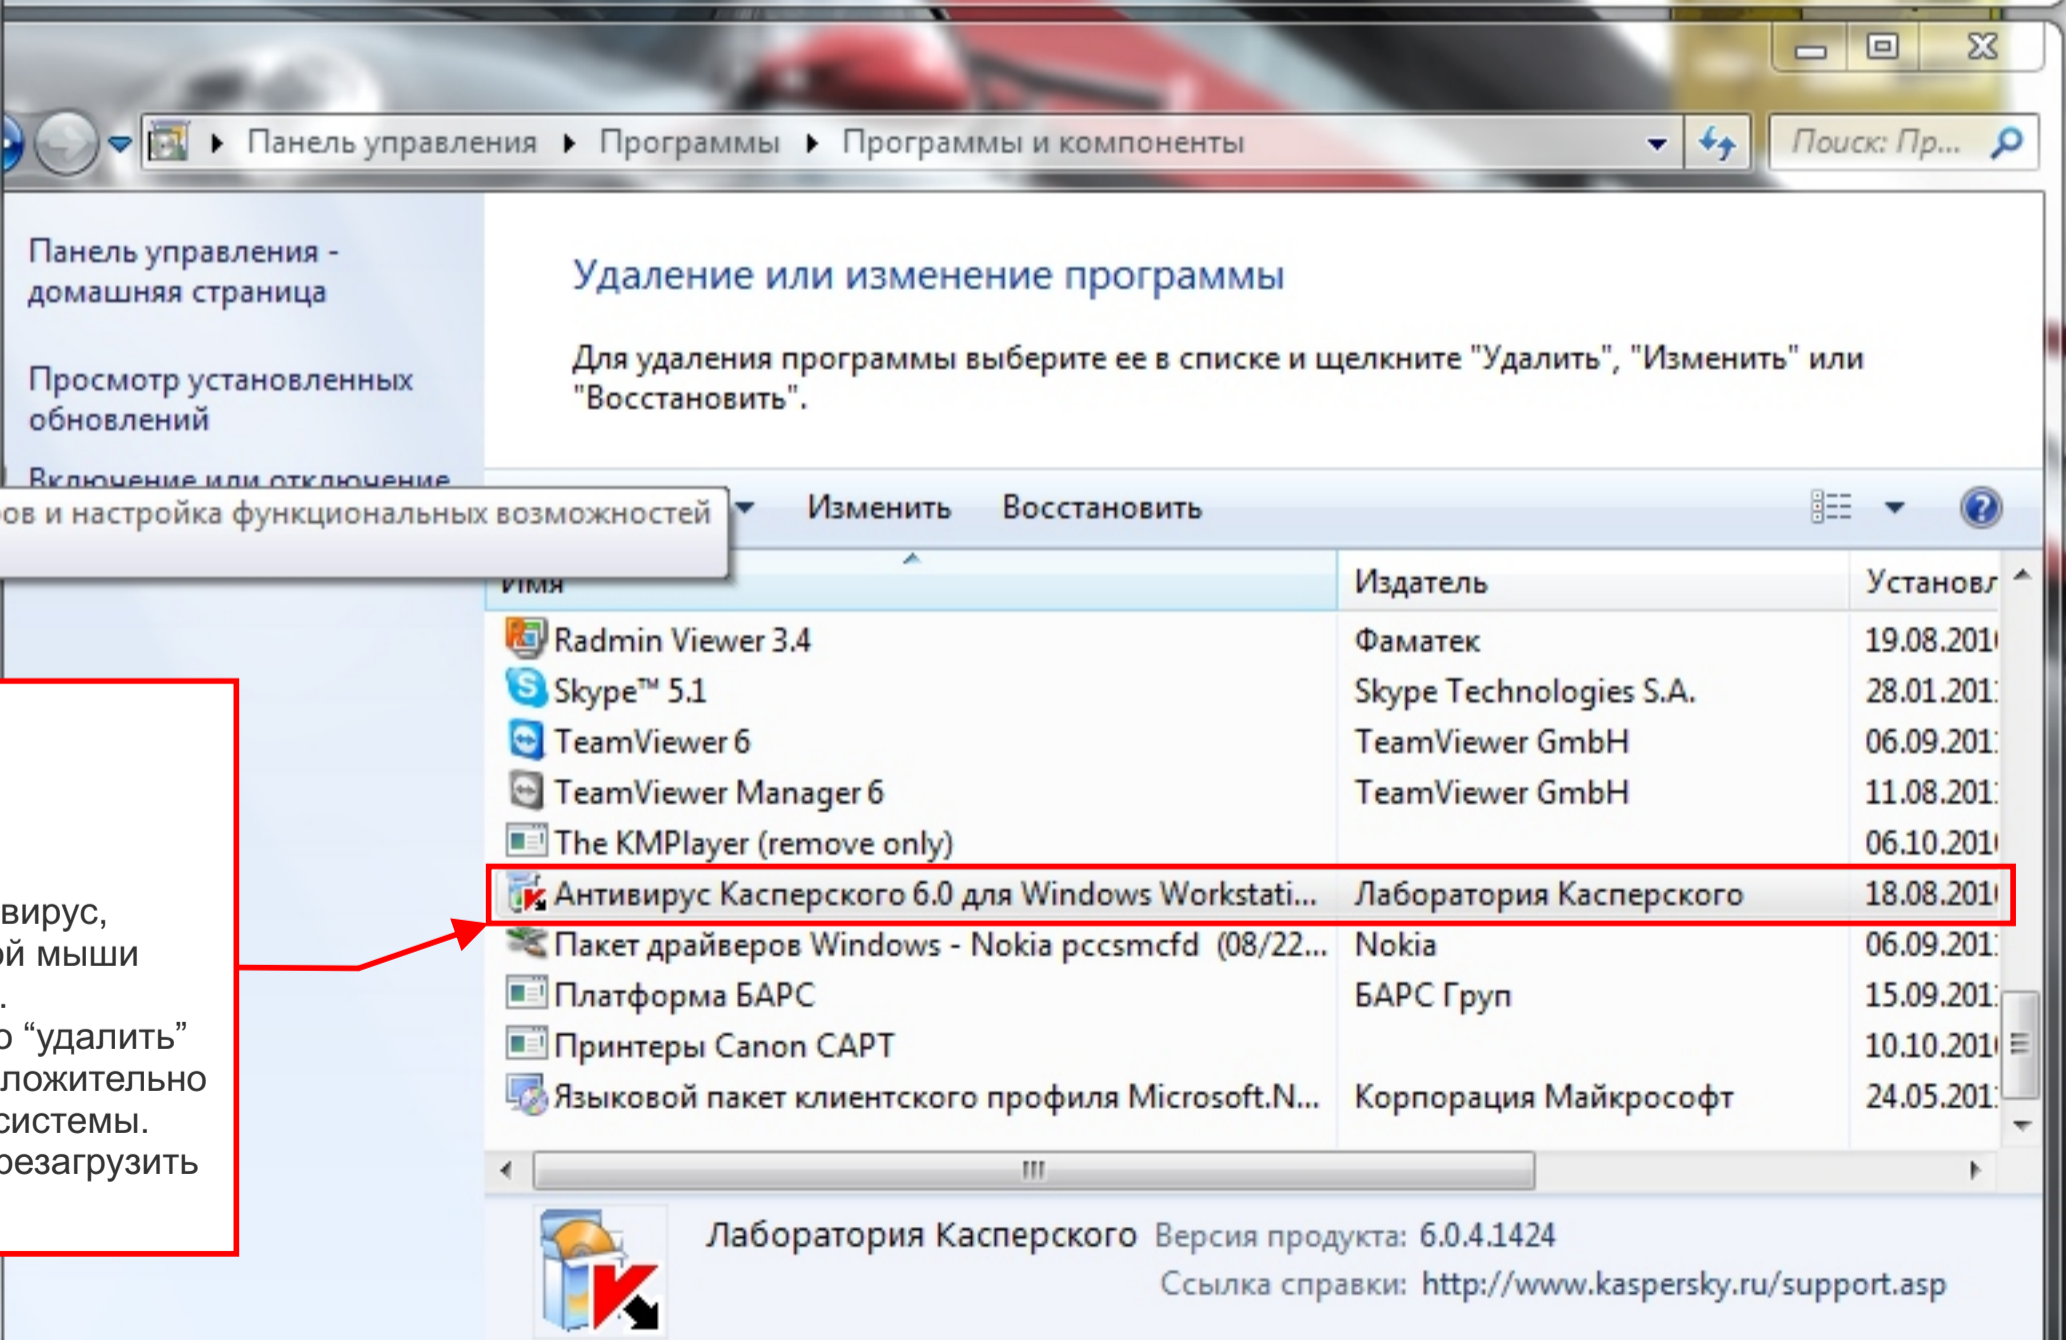 Панель управления ▸ Программы ▸ Программы и компоненты
Поиск: Пр...
Панель управления -
домашняя страница
Просмотр установленных
обновлений
Включение или отключение
ов и настройка функциональных возможностей
Удаление или изменение программы
Для удаления программы выберите ее в списке и щелкните "Удалить", "Изменить" или
"Восстановить".
Изменить Восстановить
Имя Издатель Установл
Radmin Viewer 3.4 Фаматек 19.08.201
Skype™ 5.1 Skype Technologies S.A. 28.01.201
TeamViewer 6 TeamViewer GmbH 06.09.201
TeamViewer Manager 6 TeamViewer GmbH 11.08.201
The KMPlayer (remove only) 06.10.201
Антивирус Касперского 6.0 для Windows Workstati... Лаборатория Касперского 18.08.201
Пакет драйверов Windows - Nokia pccsmcfd (08/22... Nokia 06.09.201
Платформа БАРС БАРС Груп 15.09.201
Принтеры Canon CAPT 10.10.201
Языковой пакет клиентского профиля Microsoft.N... Корпорация Майкрософт 24.05.201
вирус,
ой мыши
.
о “удалить”
ложительно
системы.
резагрузить
Лаборатория Касперского Версия продукта: 6.0.4.1424
Ссылка справки: http://www.kaspersky.ru/support.asp